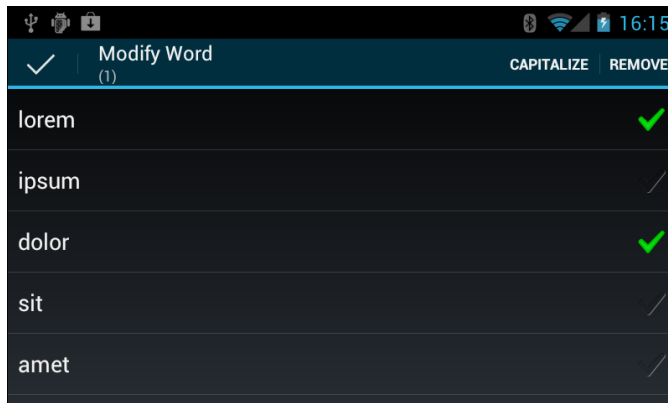 16:15
Modify Word
(1)
CAPITALIZE
REMOVE
lorem
ipsum
dolor
sit
amet